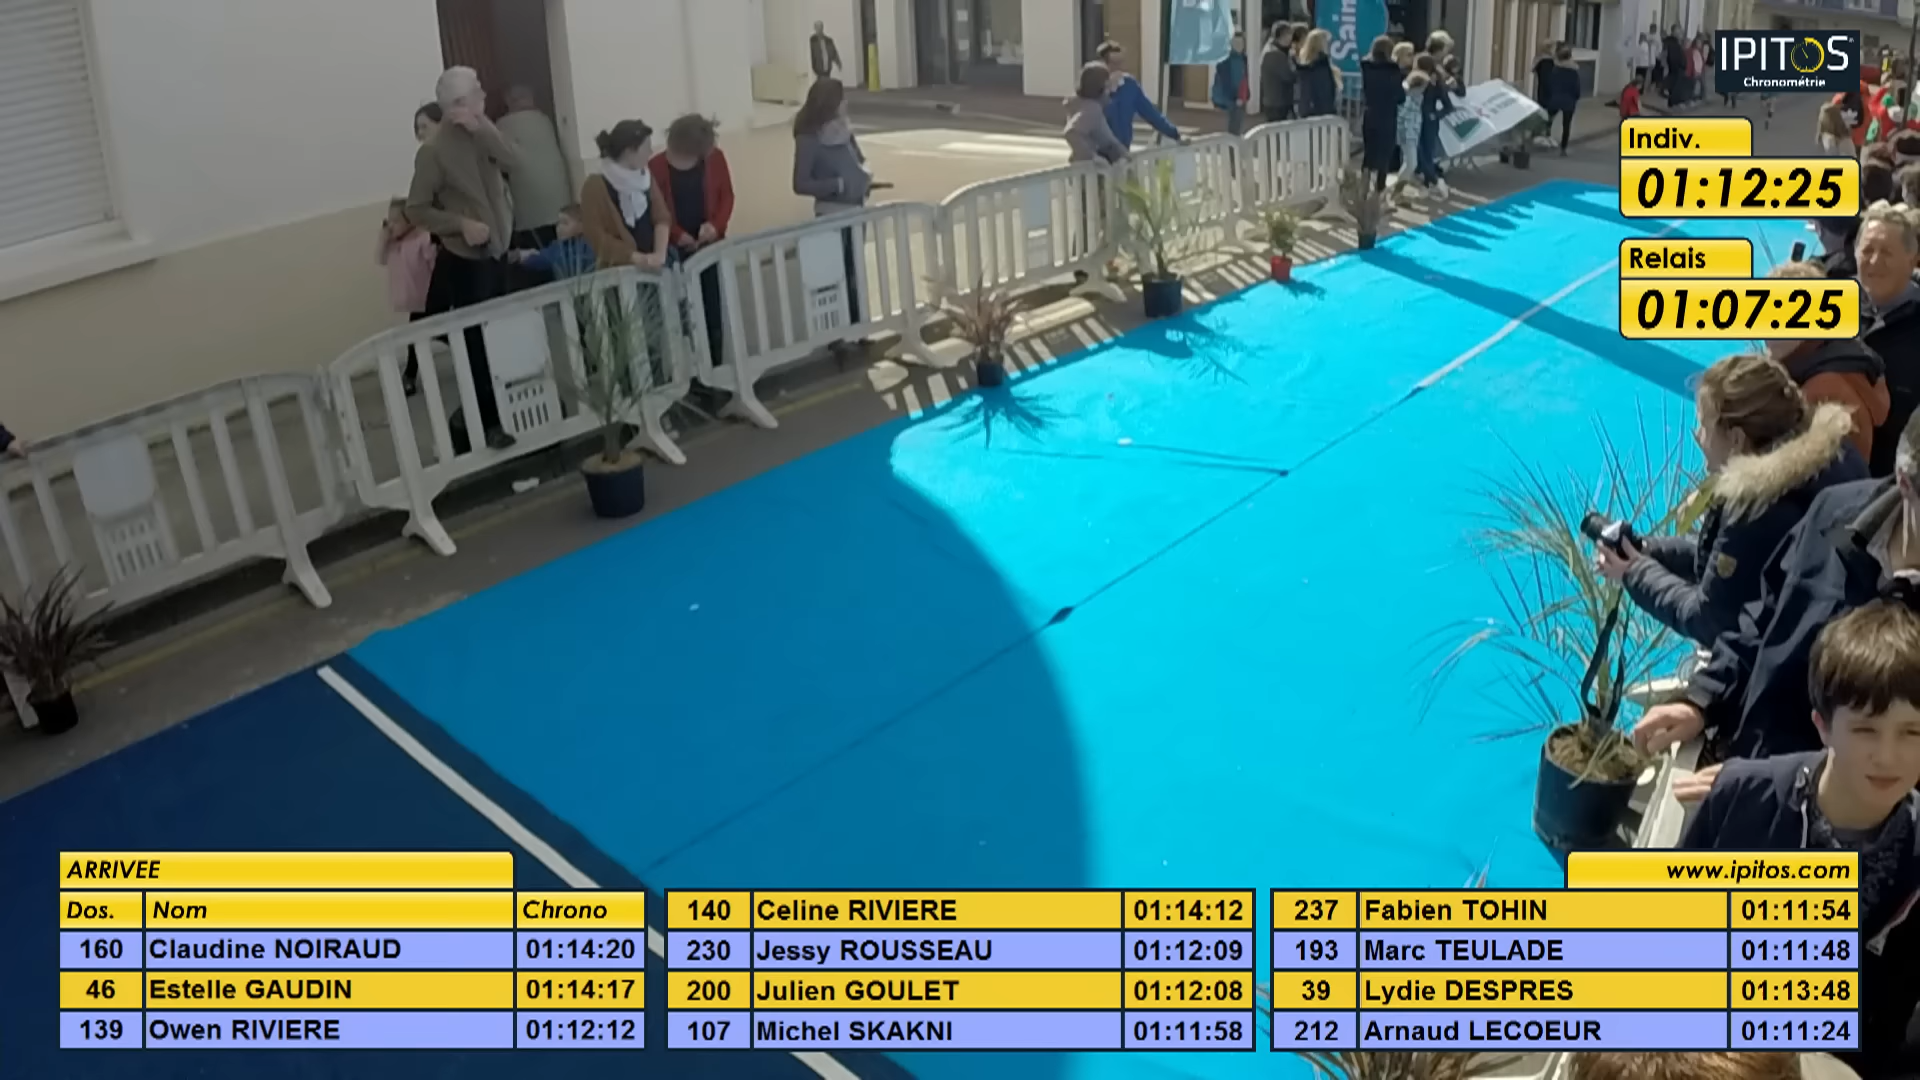 IPITOS
Chronométrie
Indiv.
01:12:25
Relais
01:07:25
ARRIVEE
www.ipitos.com
Dos. Nom Chrono
160 Claudine NOIRAUD 01:14:20
46 Estelle GAUDIN 01:14:17
139 Owen RIVIERE 01:12:12
140 Celine RIVIERE 01:14:12
230 Jessy ROUSSEAU 01:12:09
200 Julien GOULET 01:12:08
107 Michel SKAKNI 01:11:58
237 Fabien TOHIN 01:11:54
193 Marc TEULADE 01:11:48
39 Lydie DESPRES 01:13:48
212 Arnaud LECOEUR 01:11:24